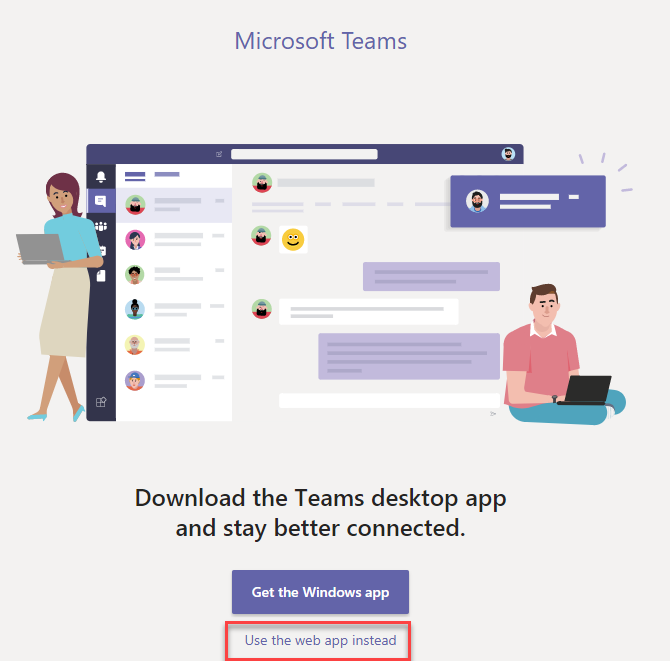 Microsoft Teams
Download the Teams desktop app
and stay better connected.
Get the Windows app
Use the web app instead